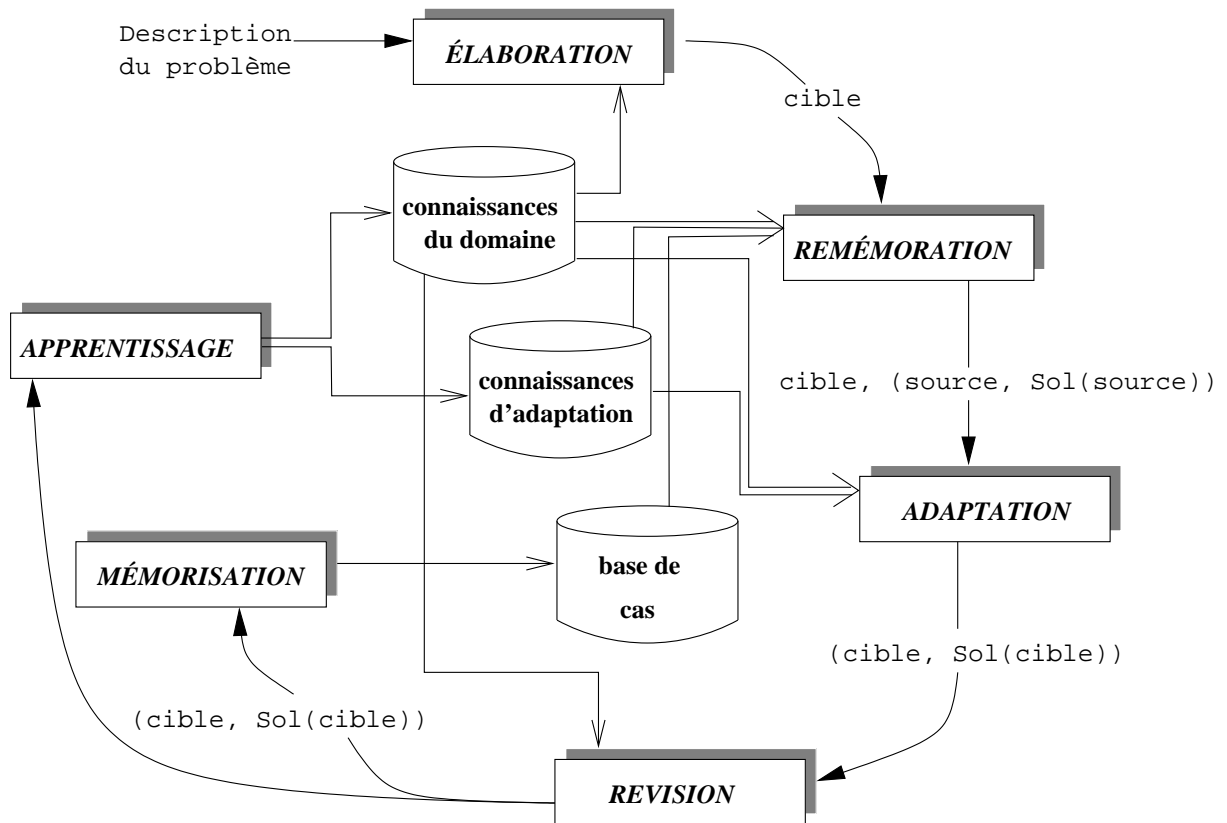 Description
du problème
ÉLABORATION
cible
connaissances
du domaine
REMÉMORATION
APPRENTISSAGE
connaissances
d'adaptation
cible, (source, Sol(source))
ADAPTATION
MÉMORISATION
base de
cas
(cible, Sol(cible))
(cible, Sol(cible))
REVISION